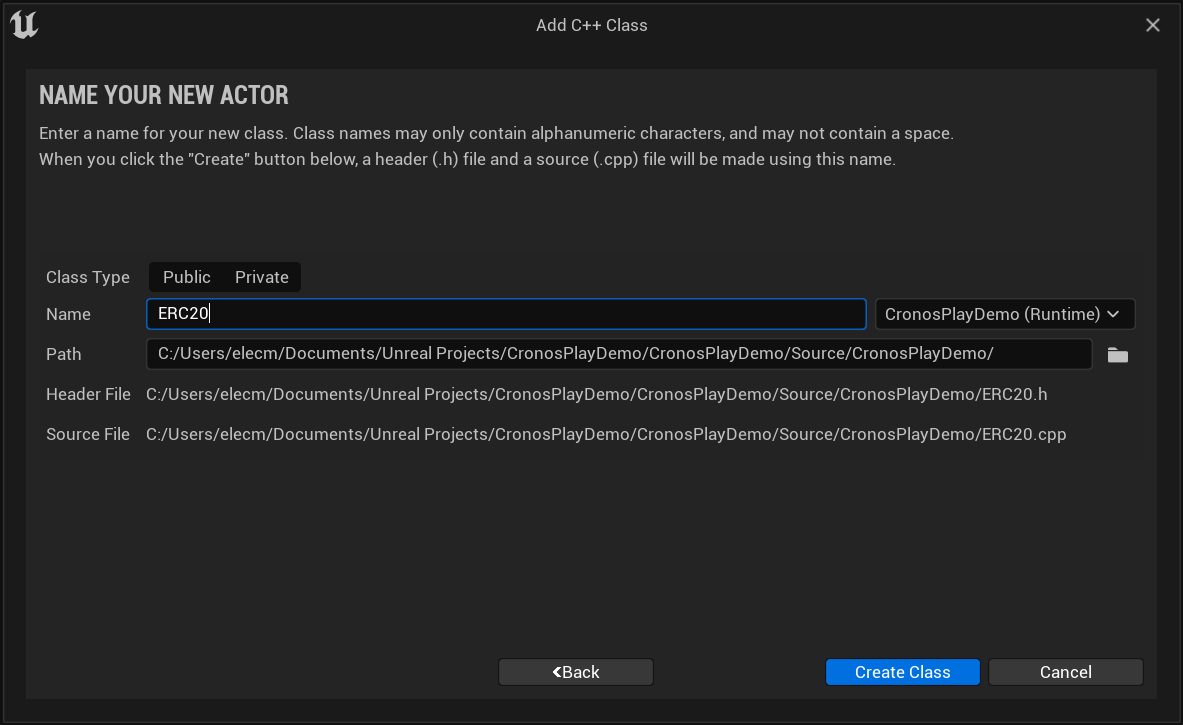 Add C++ Class
NAME YOUR NEW ACTOR
Enter a name for your new class. Class names may only contain alphanumeric characters, and may not contain a space.
When you click the "Create" button below, a header (.h) file and a source (.cpp) file will be made using this name.
Class Type Public Private
Name ERC20 CronosPlayDemo (Runtime)
Path C:/Users/elecm/Documents/Unreal Projects/CronosPlayDemo/CronosPlayDemo/Source/CronosPlayDemo/
Header File C:/Users/elecm/Documents/Unreal Projects/CronosPlayDemo/CronosPlayDemo/Source/CronosPlayDemo/ERC20.h
Source File C:/Users/elecm/Documents/Unreal Projects/CronosPlayDemo/CronosPlayDemo/Source/CronosPlayDemo/ERC20.cpp
Back Create Class Cancel